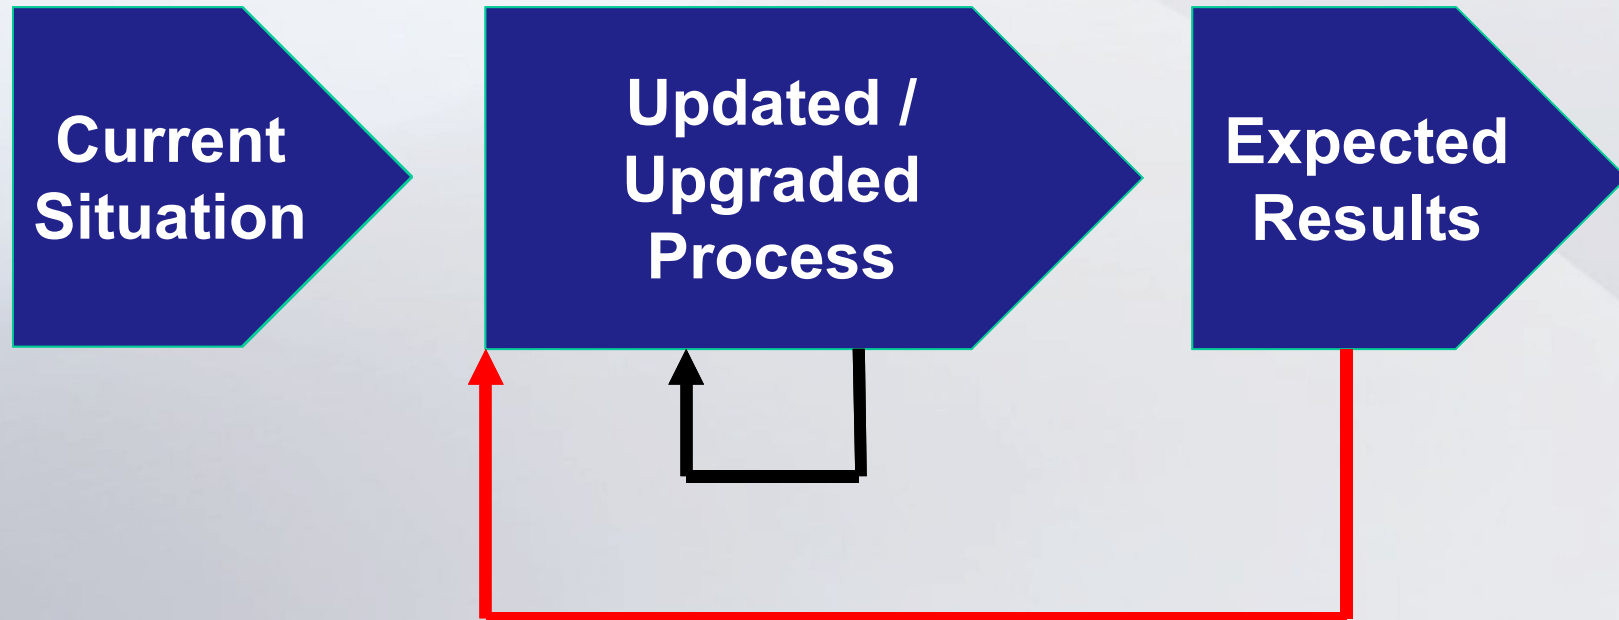 Current
Situation
Updated /
Upgraded
Process
Expected
Results